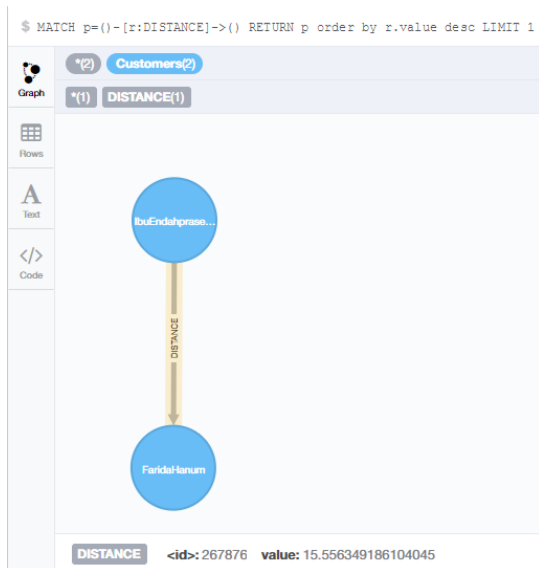 $ MATCH p=()-[r:DISTANCE]->() RETURN p order by r.value desc LIMIT 1
*(2) Customers(2)
Graph
*(1) DISTANCE(1)
Rows
A
Text
</>
Code
IbuEndahprase...
DISTANCE
FaridaHanum
DISTANCE <id>: 267876 value: 15.556349186104045